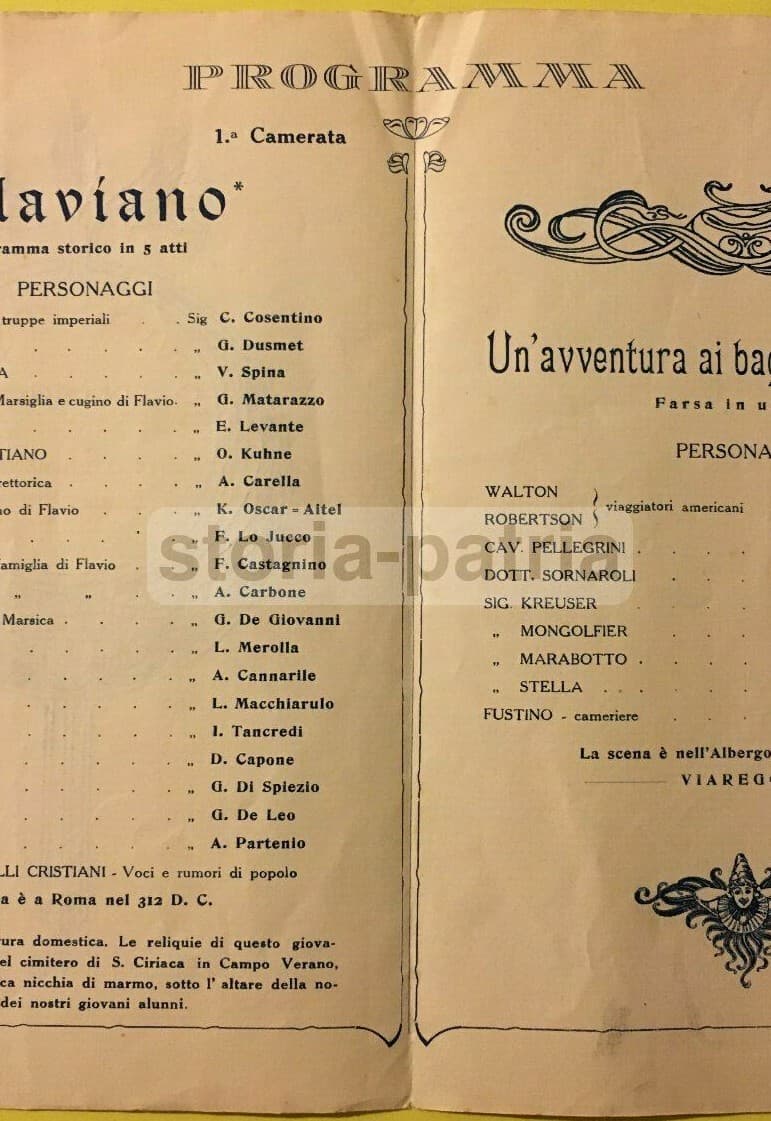 PROGRAMMA
1.ª Camerata
laviano*
ramma storico in 5 atti
PERSONAGGI
truppe imperiali . . Sig C. Cosentino
. . . . . „ G. Dusmet
A . . . . . „ V. Spina
Marsiglia e cugino di Flavio. „ G. Matarazzo
. . . . . „ E. Levante
TIANO . . . . „ O. Kuhne
rettorica . . . . „ A. Carella
no di Flavio . . . „ K. Oscar = Aitel
. . . . . „ F. Lo Jucco
famiglia di Flavio . . „ F. Castagnino
„ „ . . „ A. Carbone
Marsica . . . . . „ G. De Giovanni
. . . . . „ L. Merolla
. . . . . „ A. Cannarile
. . . . . „ L. Macchiarulo
. . . . . „ I. Tancredi
. . . . . „ D. Capone
. . . . . „ G. Di Spiezio
. . . . . „ G. De Leo
. . . . . „ A. Partenio
LLI CRISTIANI - Voci e rumori di popolo
a è a Roma nel 312 D. C.
ura domestica. Le reliquie di questo giova-
el cimitero di S. Ciriaca in Campo Verano,
ca nicchia di marmo, sotto l' altare della no-
dei nostri giovani alunni.
Un'avventura ai bag
Farsa in u
PERSONA
WALTON
ROBERTSON } viaggiatori americani
CAV. PELLEGRINI . . . .
DOTT. SORNAROLI . . .
SIG. KREUSER . . .
„ MONGOLFIER . . .
„ MARABOTTO . . . .
„ STELLA . . . . .
FUSTINO - cameriere . . .
La scena è nell'Albergo
VIAREG
storia-patria